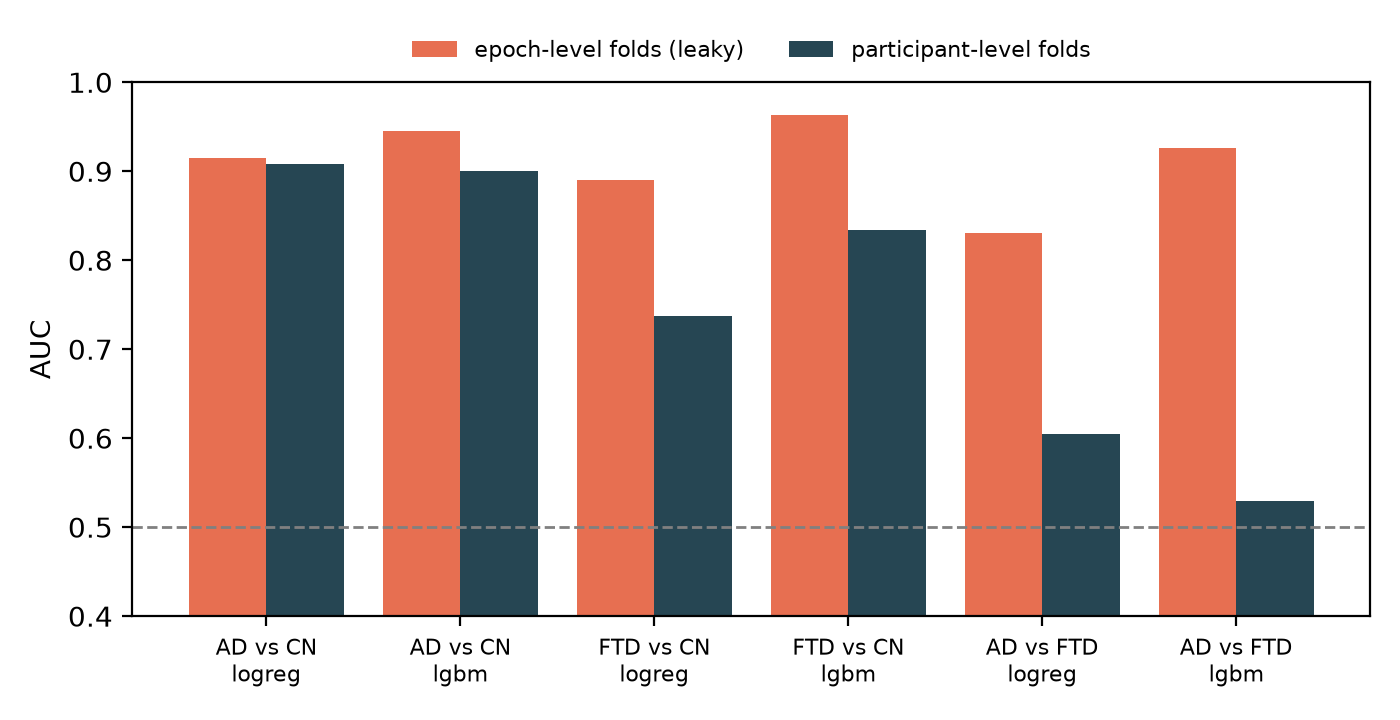 epoch-level folds (leaky) participant-level folds
1.0
0.9
0.8
0.7
0.6
0.5
0.4
AUC
AD vs CN
logreg
AD vs CN
lgbm
FTD vs CN
logreg
FTD vs CN
lgbm
AD vs FTD
logreg
AD vs FTD
lgbm